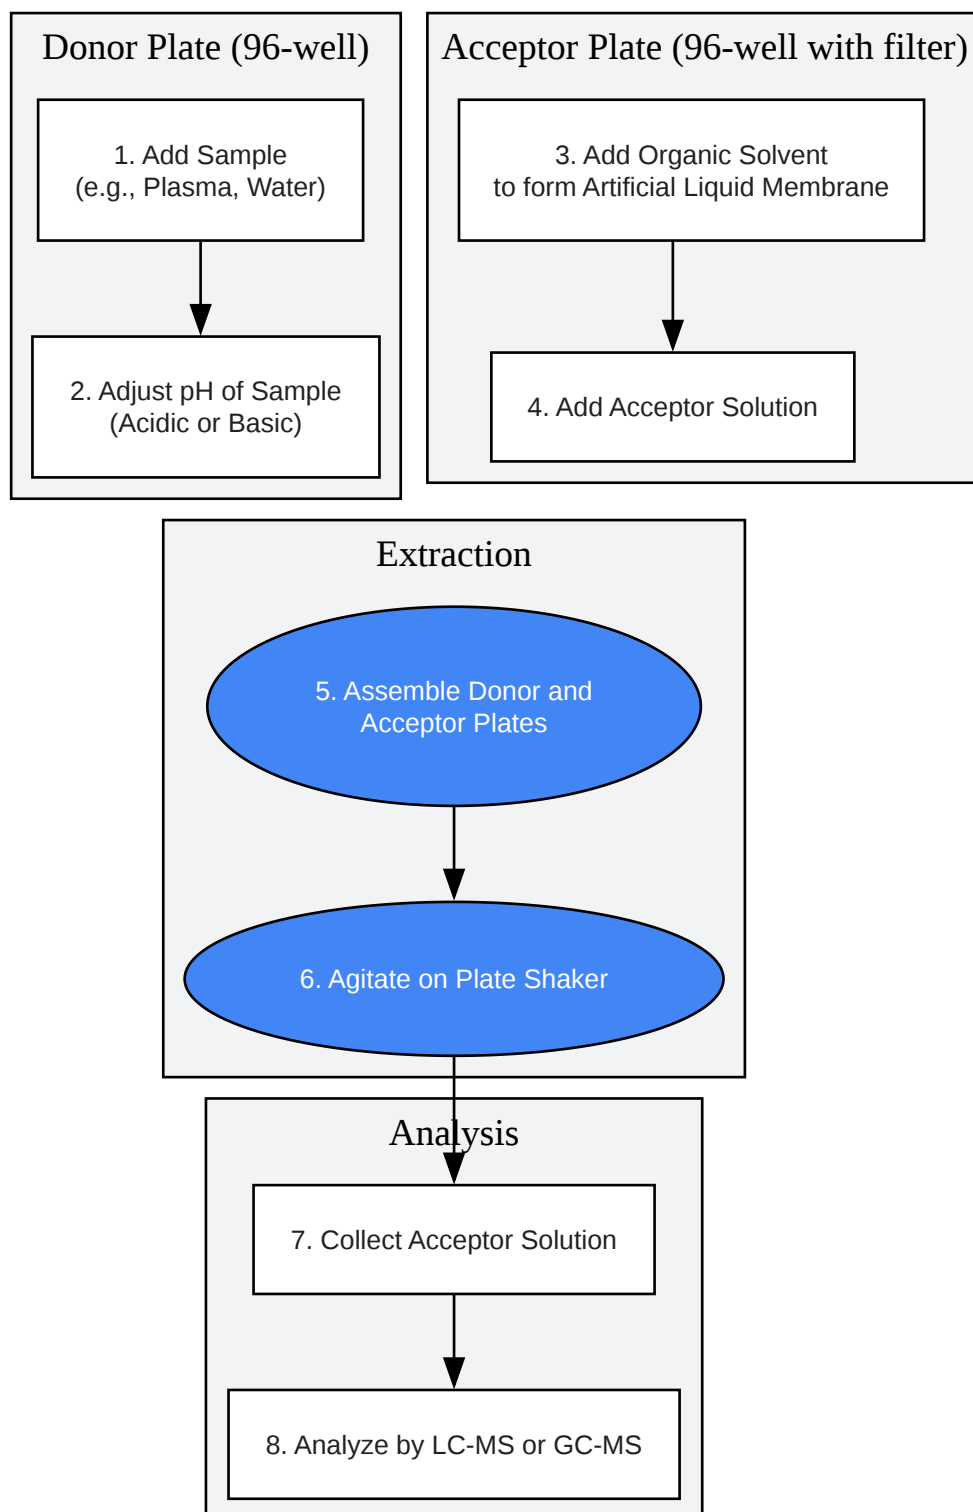 Donor Plate (96-well)
1. Add Sample
(e.g., Plasma, Water)
2. Adjust pH of Sample
(Acidic or Basic)
Acceptor Plate (96-well with filter)
3. Add Organic Solvent
to form Artificial Liquid Membrane
4. Add Acceptor Solution
Extraction
5. Assemble Donor and
Acceptor Plates
6. Agitate on Plate Shaker
Analysis
7. Collect Acceptor Solution
8. Analyze by LC-MS or GC-MS